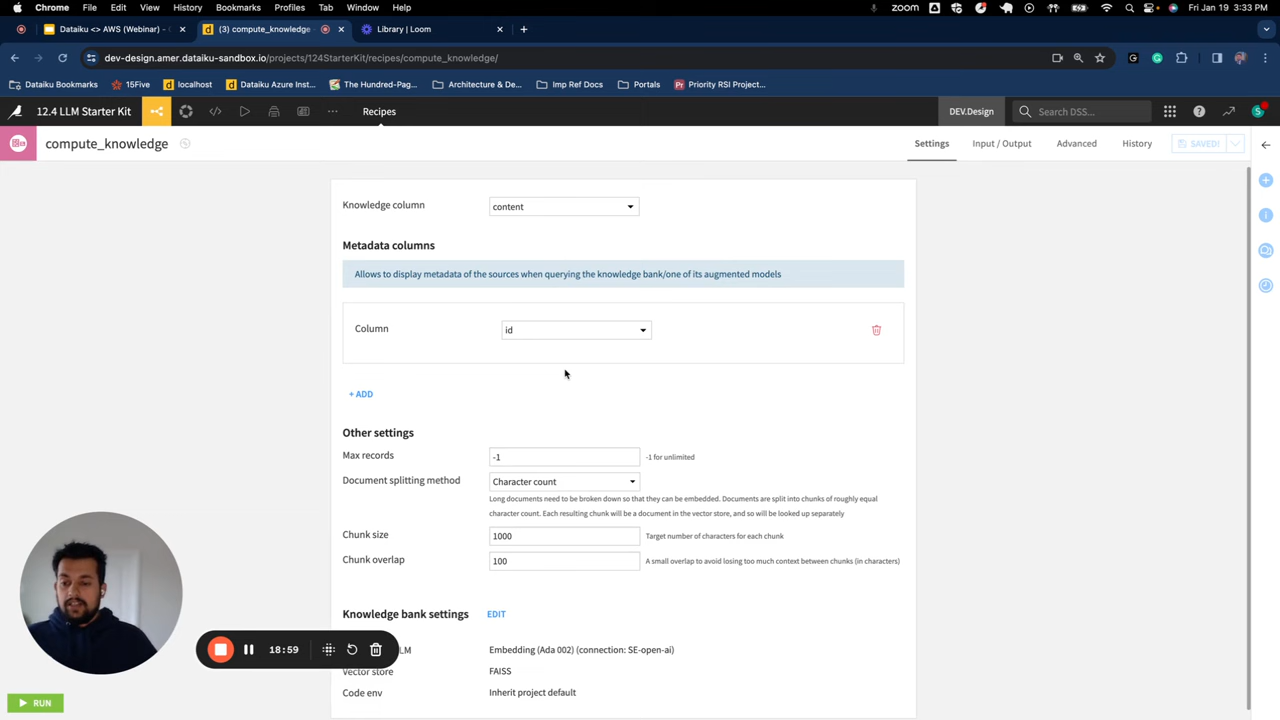 Chrome File Edit View History Bookmarks Profiles Tab Window Help zoom Fri Jan 19 3:33 PM
Dataiku <> AWS (Webinar) - (3) compute_knowledge Library | Loom
dev-design.amer.dataiku-sandbox.io/projects/124StarterKit/recipes/compute_knowledge/
Dataiku Bookmarks 15Five localhost Dataiku Azure Inst... The Hundred-Pag... Architecture & De... Imp Ref Docs Portals Priority RSI Projec...
12.4 LLM Starter Kit Recipes DEV.Design Search DSS...
compute_knowledge Settings Input / Output Advanced History SAVED!
Knowledge column content
Metadata columns
Allows to display metadata of the sources when querying the knowledge bank/one of its augmented models
Column id
+ ADD
Other settings
Max records -1 -1 for unlimited
Document splitting method Character count
Long documents need to be broken down so that they can be embedded. Documents are split into chunks of roughly equal
character count. Each resulting chunk will be a document in the vector store, and so will be looked up separately
Chunk size 1000 Target number of characters for each chunk
Chunk overlap 100 A small overlap to avoid losing too much context between chunks (in characters)
Knowledge bank settings EDIT
18:59 LM Embedding (Ada 002) (connection: SE-open-ai)
Vector store FAISS
Code env Inherit project default
RUN